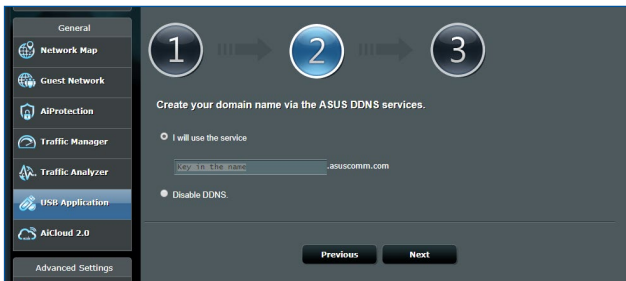 General
Network Map
Guest Network
AiProtection
Traffic Manager
Traffic Analyzer
USB Application
AiCloud 2.0
Advanced Settings
1 2 3
Create your domain name via the ASUS DDNS services.
I will use the service
Key in the name .asuscomm.com
Disable DDNS.
Previous Next